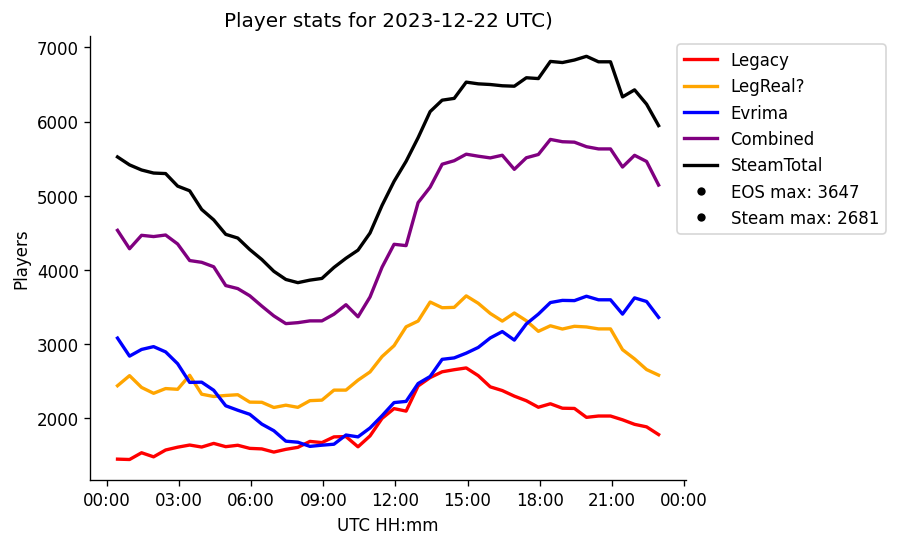 Player stats for 2023-12-22 UTC)
7000
6000
5000
4000
3000
2000
Players
00:00 03:00 06:00 09:00 12:00 15:00 18:00 21:00 00:00
UTC HH:mm
Legacy
LegReal?
Evrima
Combined
SteamTotal
EOS max: 3647
Steam max: 2681